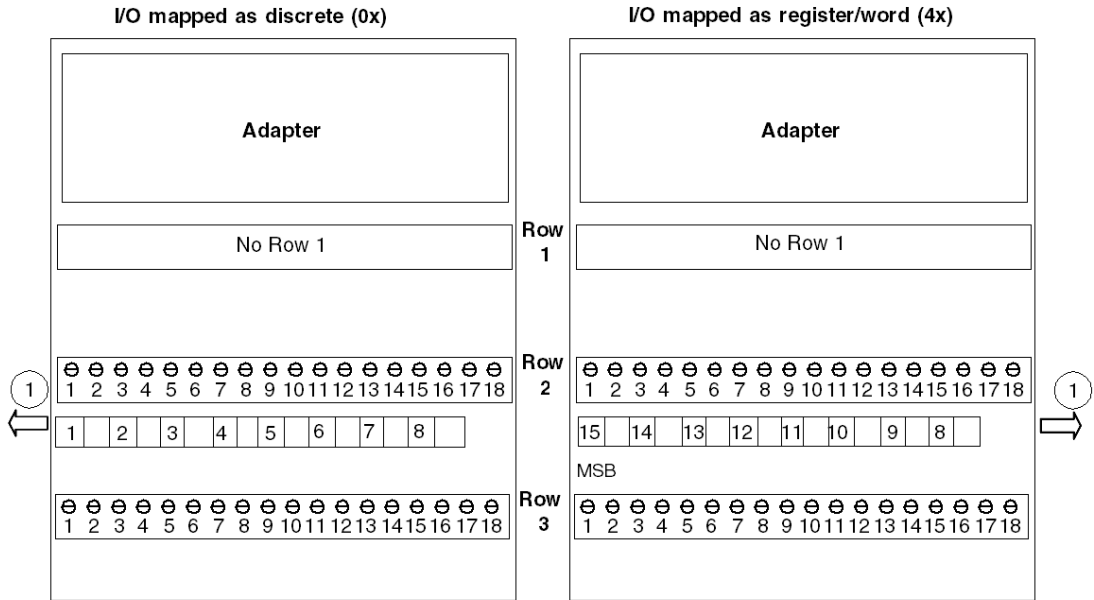 I/O mapped as discrete (0x)
I/O mapped as register/word (4x)
Adapter
Adapter
No Row 1
Row
1
No Row 1
Row
2
1 2 3 4 5 6 7 8 9 10 11 12 13 14 15 16 17 18
1 2 3 4 5 6 7 8 9 10 11 12 13 14 15 16 17 18
1
1
1 2 3 4 5 6 7 8
15 14 13 12 11 10 9 8
MSB
Row
3
1 2 3 4 5 6 7 8 9 10 11 12 13 14 15 16 17 18
1 2 3 4 5 6 7 8 9 10 11 12 13 14 15 16 17 18